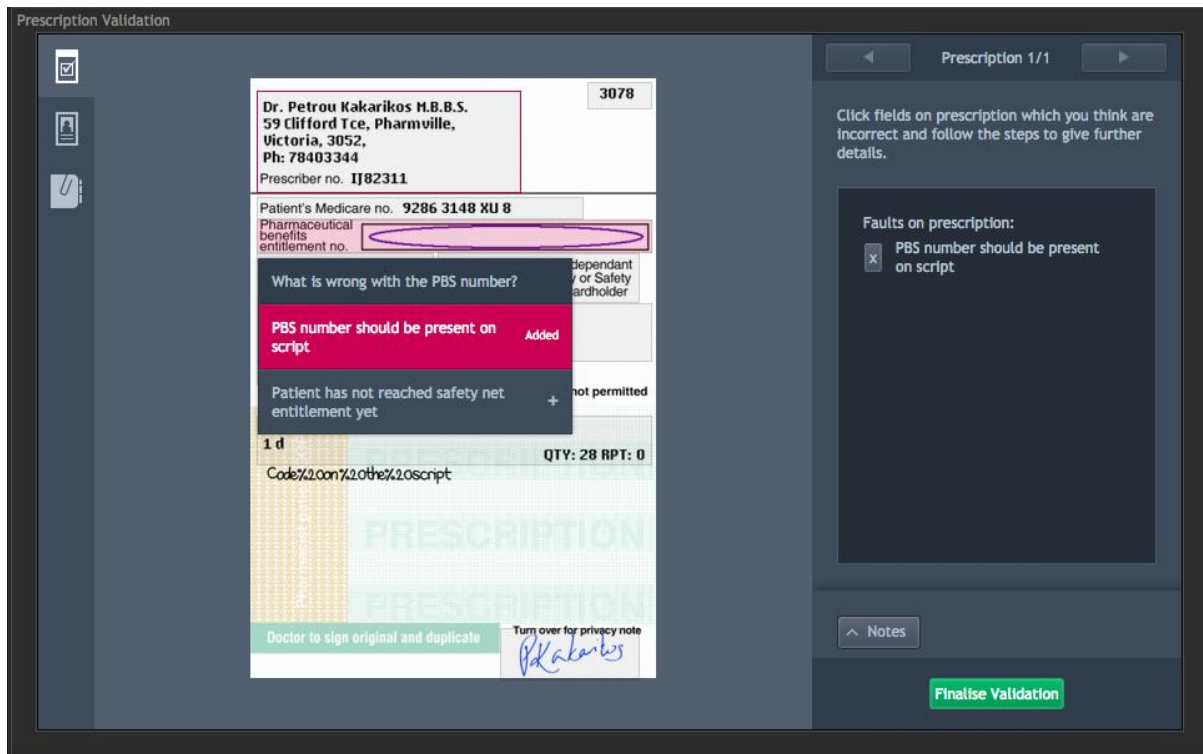 Prescription Validation
Prescription 1/1
3078
Dr. Petrou Kakarikos M.B.B.S.
59 Clifford Tce, Pharmville,
Victoria, 3052,
Ph: 78403344
Prescriber no. IJ82311
Patient's Medicare no. 9286 3148 XU 8
Pharmaceutical
benefits
entitlement no.
dependant
or Safety
ardholder
What is wrong with the PBS number?
PBS number should be present on
script
Added
Patient has not reached safety net
entitlement yet
+
not permitted
1 d
QTY: 28 RPT: 0
Code%20on%20the%20script
PRESCRIPTION
PRESCRIPTION
PRESCRIPTION
Doctor to sign original and duplicate
Turn over for privacy note
PKakarikos
Click fields on prescription which you think are
incorrect and follow the steps to give further
details.
Faults on prescription:
x
PBS number should be present
on script
Notes
Finalise Validation